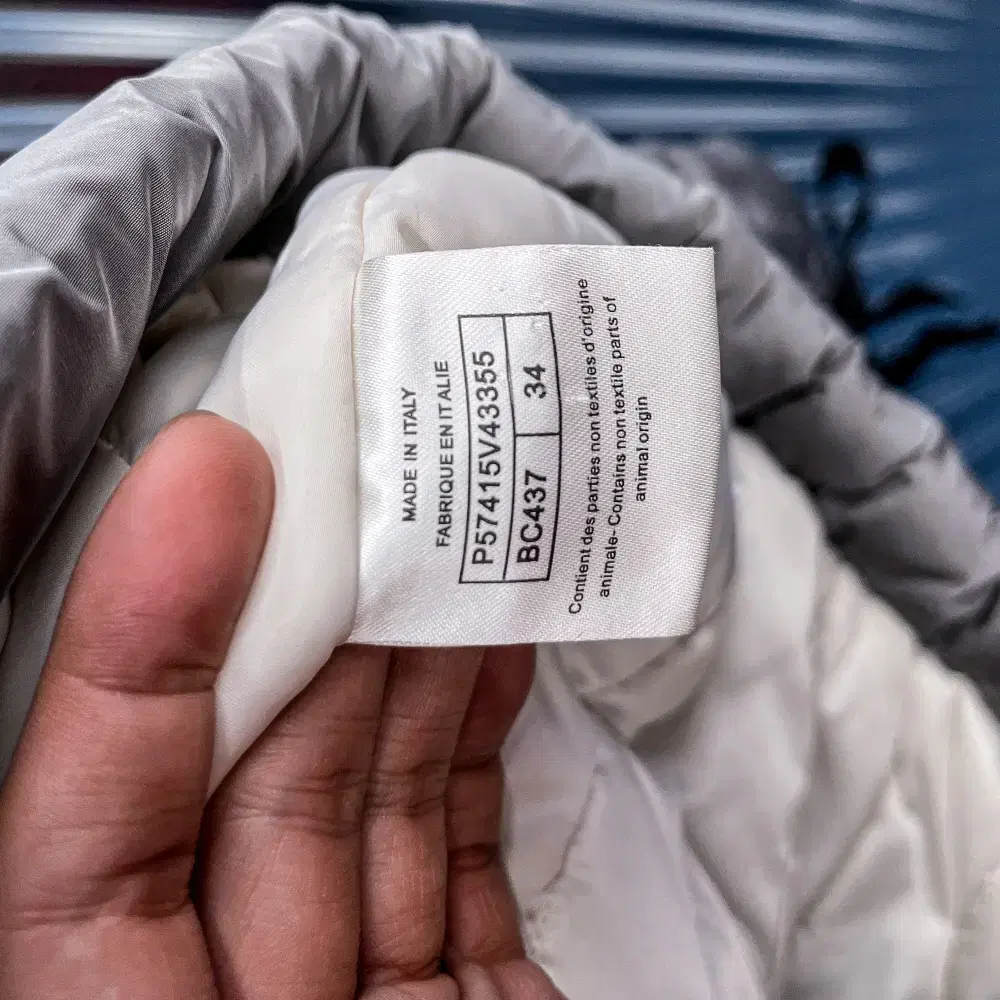 MADE IN ITALY
FABRIQUE EN ITALIE
P57415V43355
BC437 34
Contient des parties non textiles d'origine
animale- Contains non textile parts of
animal origin